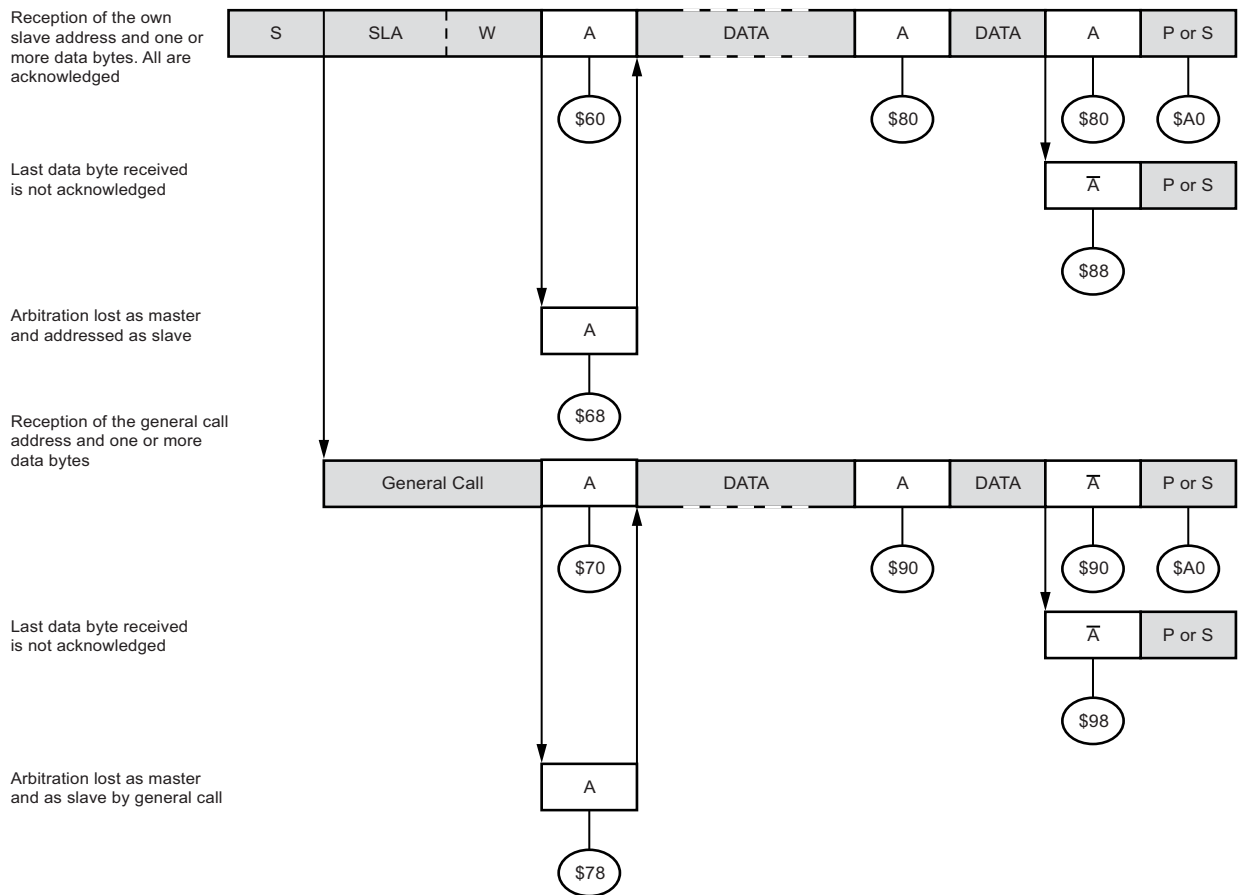 Reception of the own
slave address and one or
more data bytes. All are
acknowledged
S SLA W A DATA A DATA A P or S
$60 $80 $80 $A0
Last data byte received
is not acknowledged
A̅ P or S
$88
Arbitration lost as master
and addressed as slave
A
$68
Reception of the general call
address and one or more
data bytes
General Call A DATA A DATA A̅ P or S
$70 $90 $90 $A0
Last data byte received
is not acknowledged
A̅ P or S
$98
Arbitration lost as master
and as slave by general call
A
$78